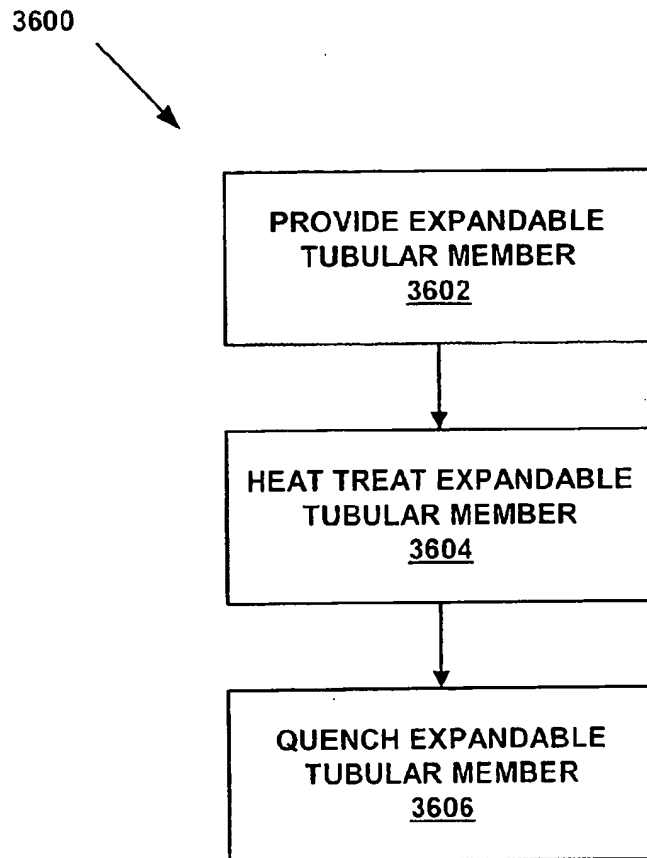 3600
PROVIDE EXPANDABLE
TUBULAR MEMBER
3602
HEAT TREAT EXPANDABLE
TUBULAR MEMBER
3604
QUENCH EXPANDABLE
TUBULAR MEMBER
3606